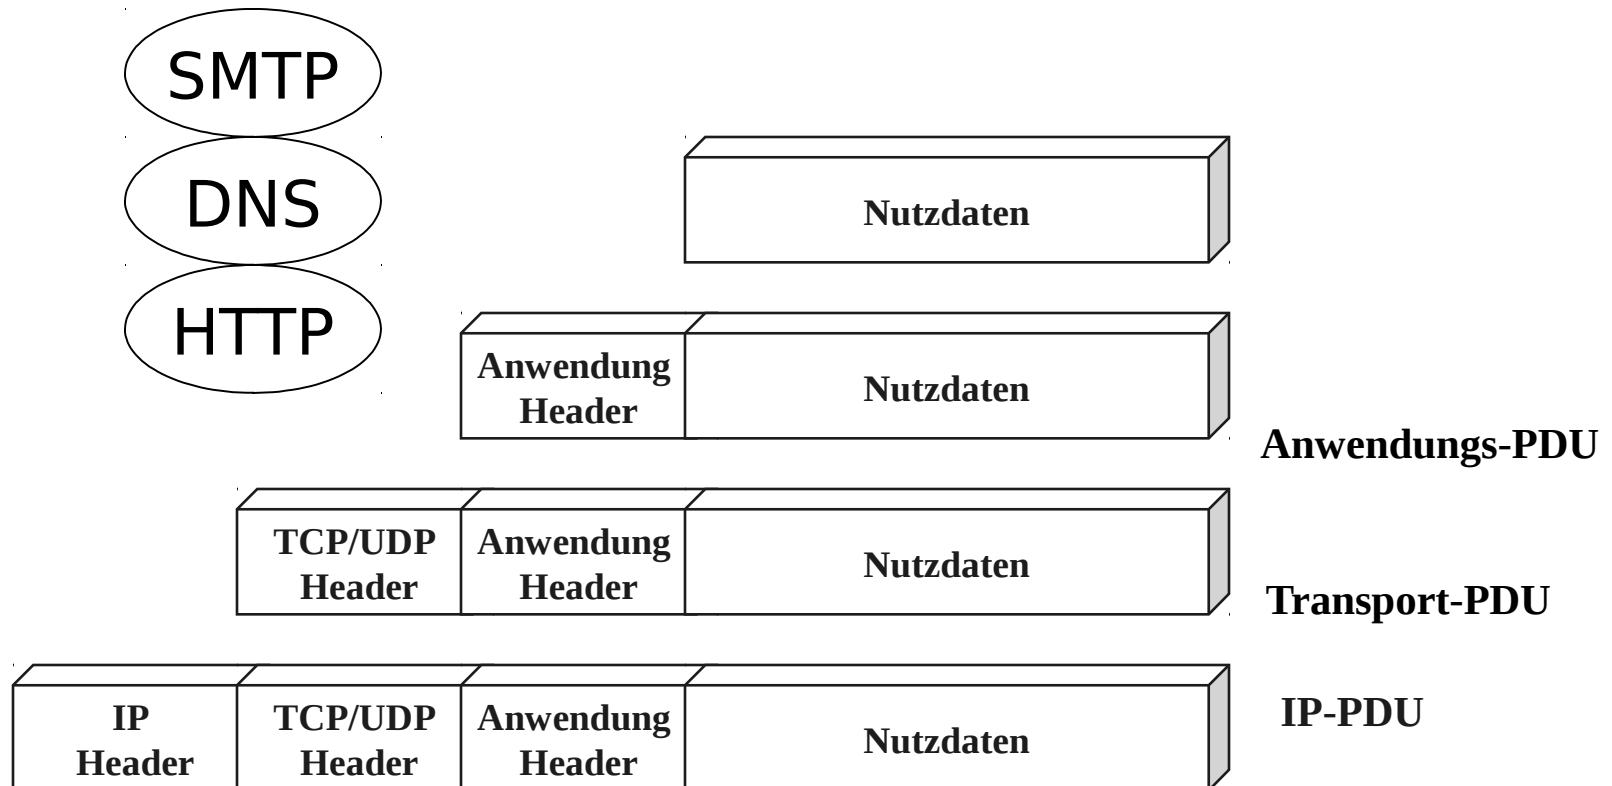 SMTP
DNS
HTTP
Nutzdaten
Anwendung
Header
Nutzdaten
Anwendungs-PDU
TCP/UDP
Header
Anwendung
Header
Nutzdaten
Transport-PDU
IP
Header
TCP/UDP
Header
Anwendung
Header
Nutzdaten
IP-PDU